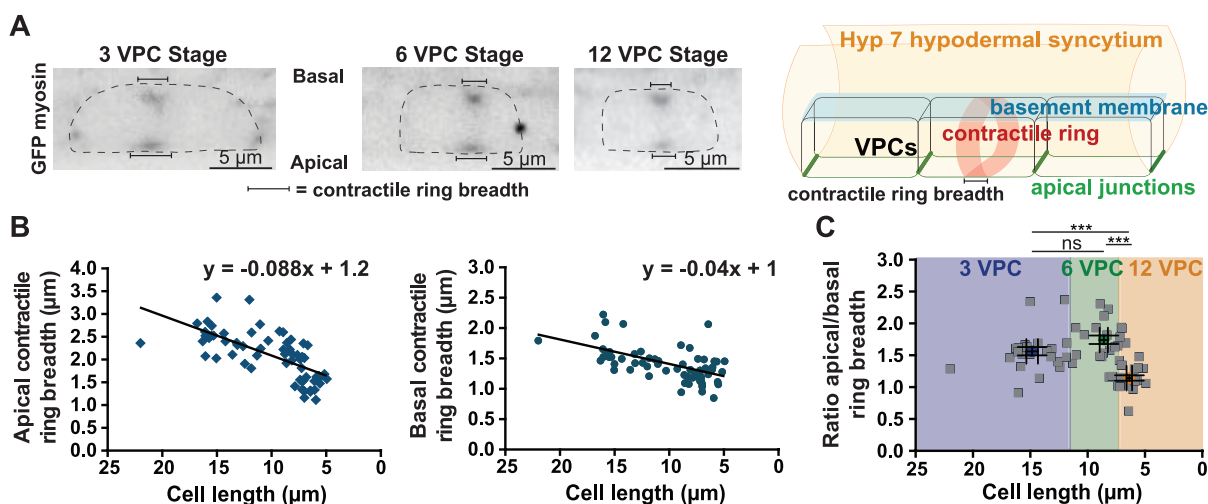 A
3 VPC Stage
6 VPC Stage
12 VPC Stage
GFP myosin
Basal
Apical
5 µm
5 µm
5 µm
= contractile ring breadth
Hyp 7 hypodermal syncytium
basement membrane
contractile ring
VPCs
contractile ring breadth
apical junctions
B
y = -0.088x + 1.2
Apical contractile
ring breadth (µm)
4.0
3.5
3.0
2.5
2.0
1.5
1.0
0.5
0.0
25 20 15 10 5 0
Cell length (µm)
y = -0.04x + 1
Basal contractile
ring breadth (µm)
5.0
4.0
3.0
2.0
1.0
0.0
25 20 15 10 5 0
Cell length (µm)
C
***
ns ***
3 VPC 6 VPC 12 VPC
Ratio apical/basal
ring breadth
3.0
2.5
2.0
1.5
1.0
0.5
0.0
25 20 15 10 5 0
Cell length (µm)